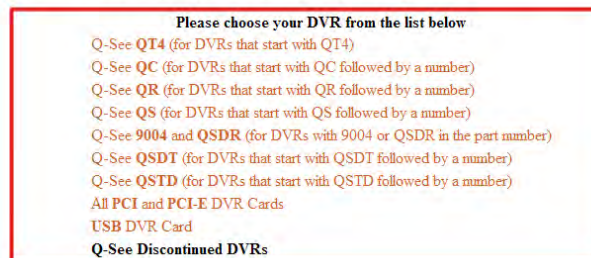 Please choose your DVR from the list below
Q-See QT4 (for DVRs that start with QT4)
Q-See QC (for DVRs that start with QC followed by a number)
Q-See QR (for DVRs that start with QR followed by a number)
Q-See QS (for DVRs that start with QS followed by a number)
Q-See 9004 and QSDR (for DVRs with 9004 or QSDR in the part number)
Q-See QSDT (for DVRs that start with QSDT followed by a number)
Q-See QSTD (for DVRs that start with QSTD followed by a number)
All PCI and PCI-E DVR Cards
USB DVR Card
Q-See Discontinued DVRs